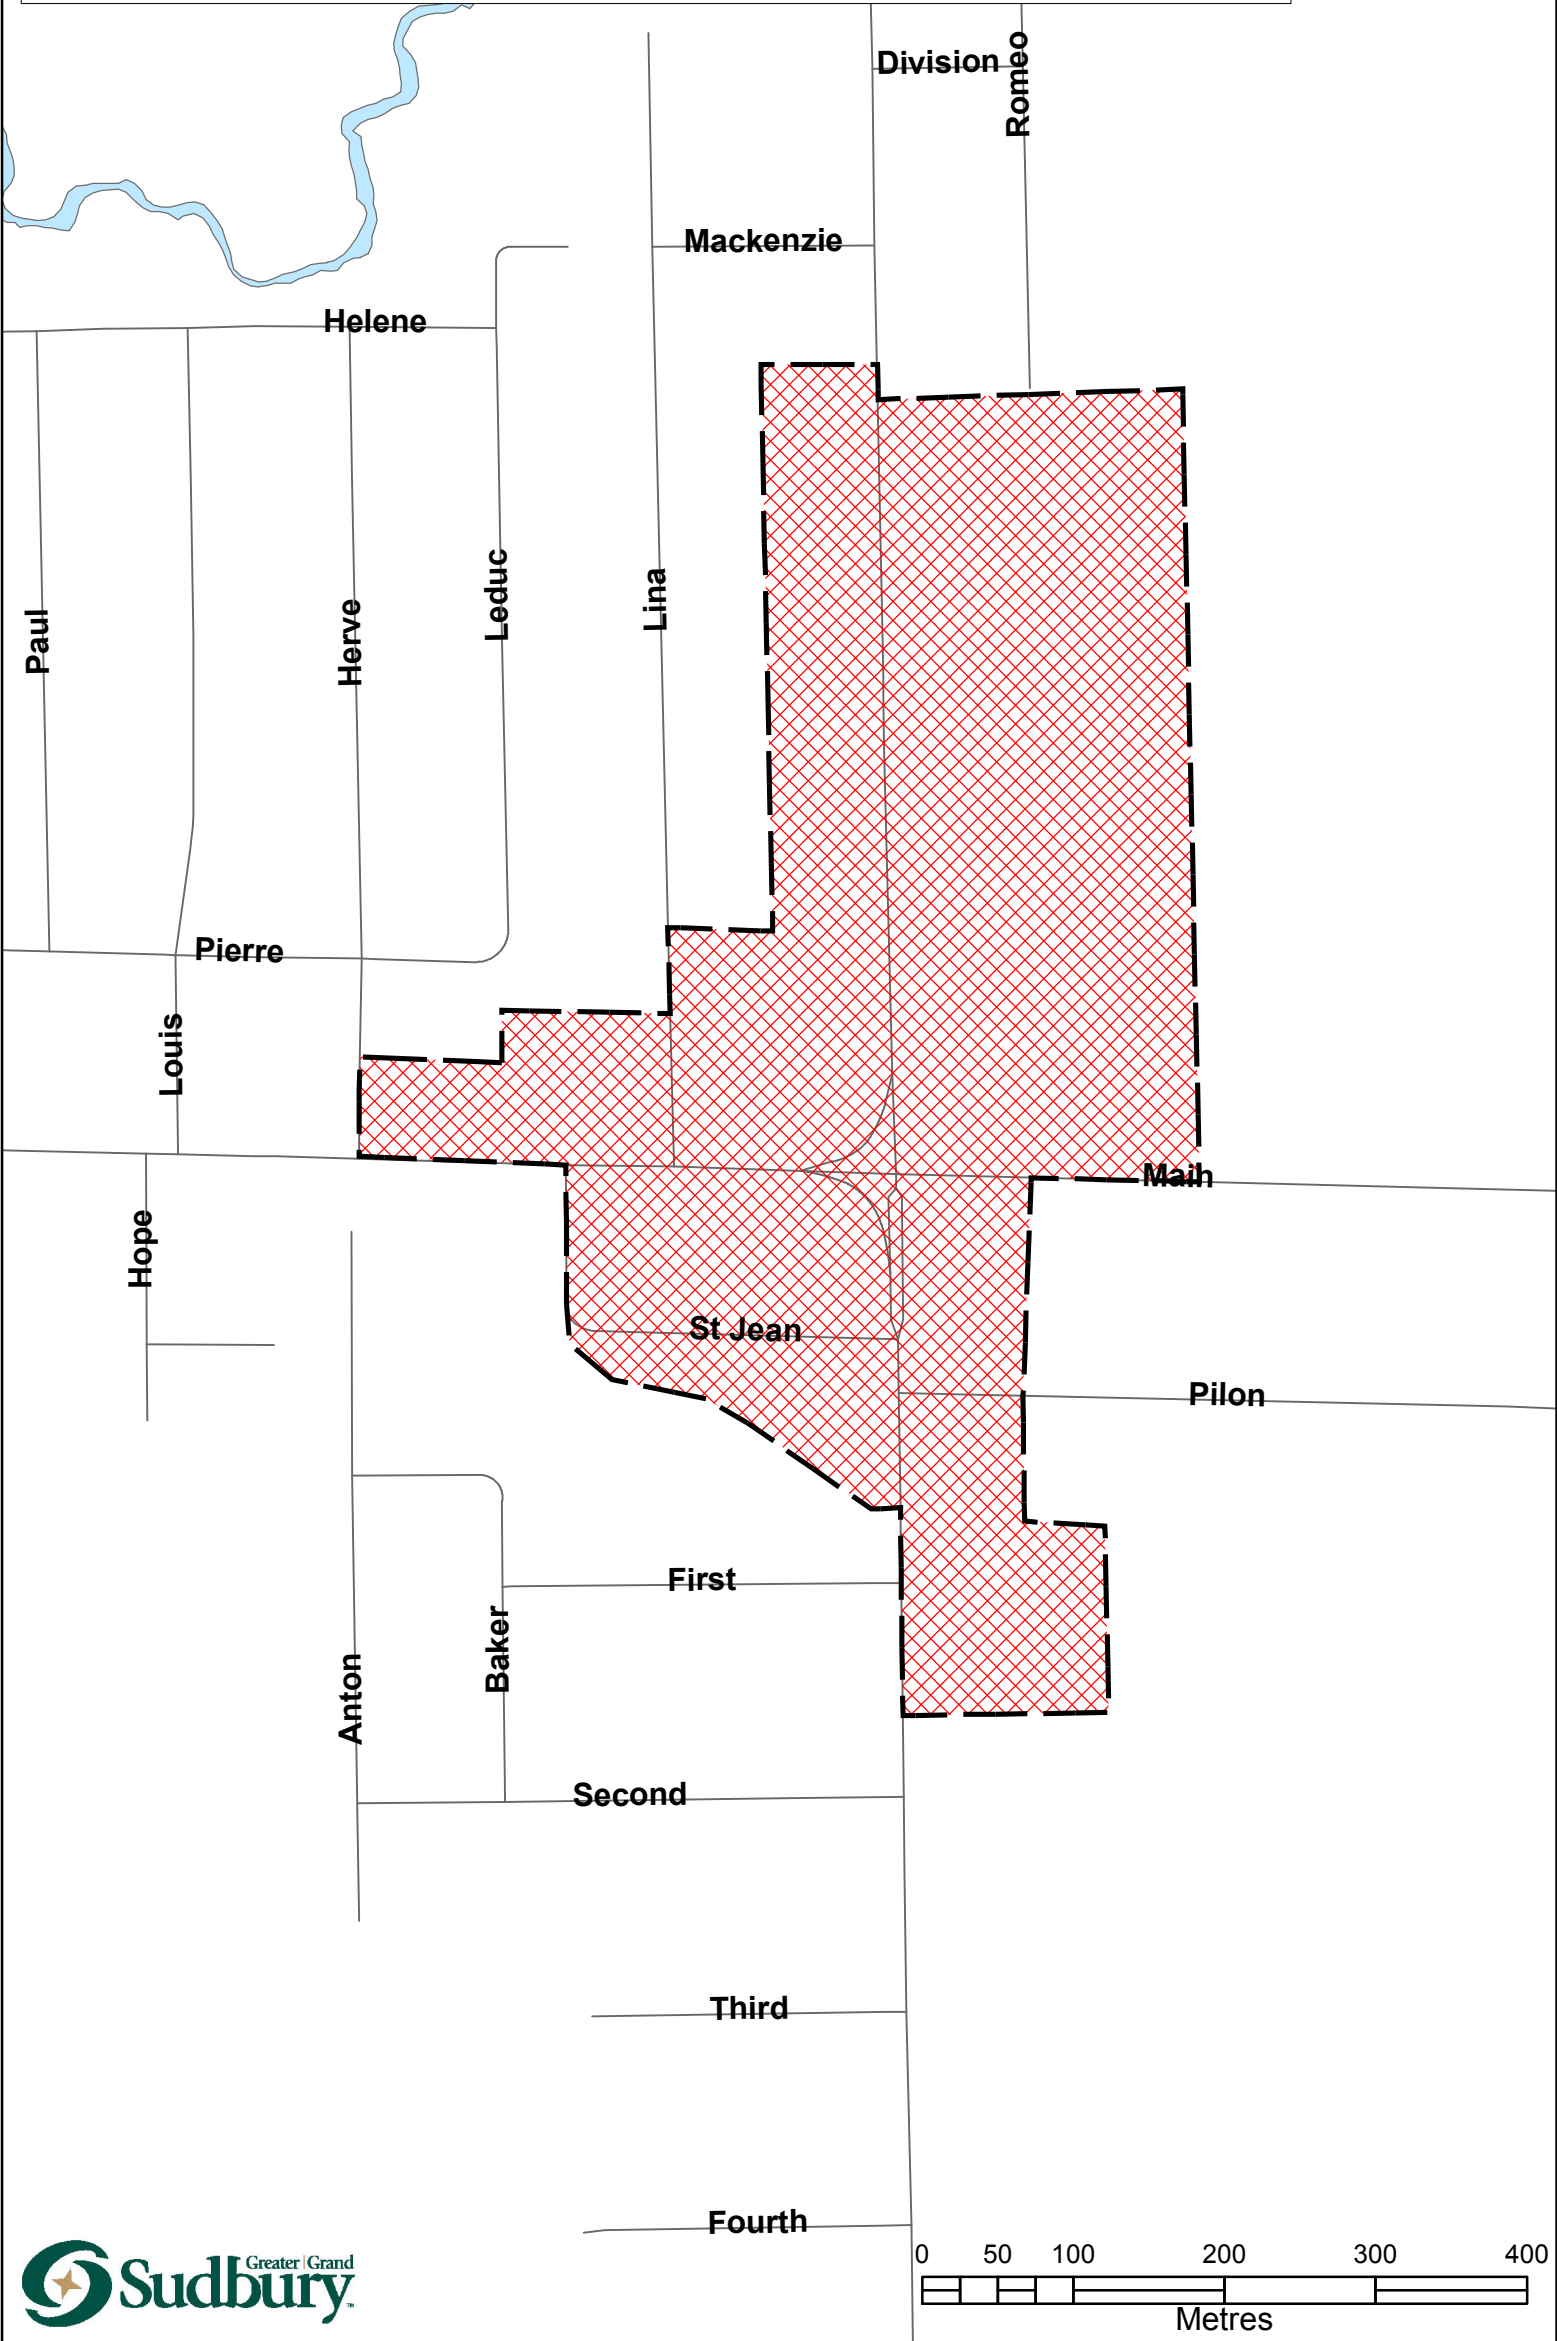 Division
Romeo
Mackenzie
Helene
Paul
Herve
Leduc
Lina
Pierre
Louis
Main
Hope
St Jean
Pilon
First
Baker
Anton
Second
Third
Fourth
Greater | Grand
Sudbury™
0 50 100 200 300 400
Metres